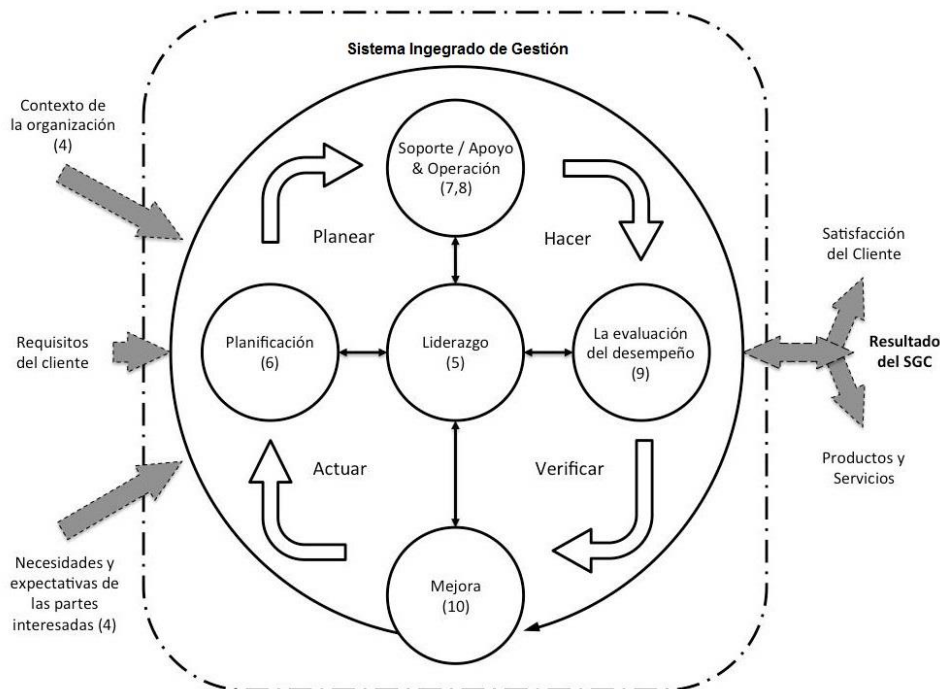 Sistema Ingegrado de Gestión
Contexto de
la organización
(4)
Soporte / Apoyo
& Operación
(7,8)
Planear
Hacer
Satisfacción
del Cliente
Requisitos
del cliente
Planificación
(6)
Liderazgo
(5)
La evaluación
del desempeño
(9)
Resultado
del SGC
Actuar
Verificar
Productos y
Servicios
Necesidades y
expectativas de
las partes
interesadas (4)
Mejora
(10)